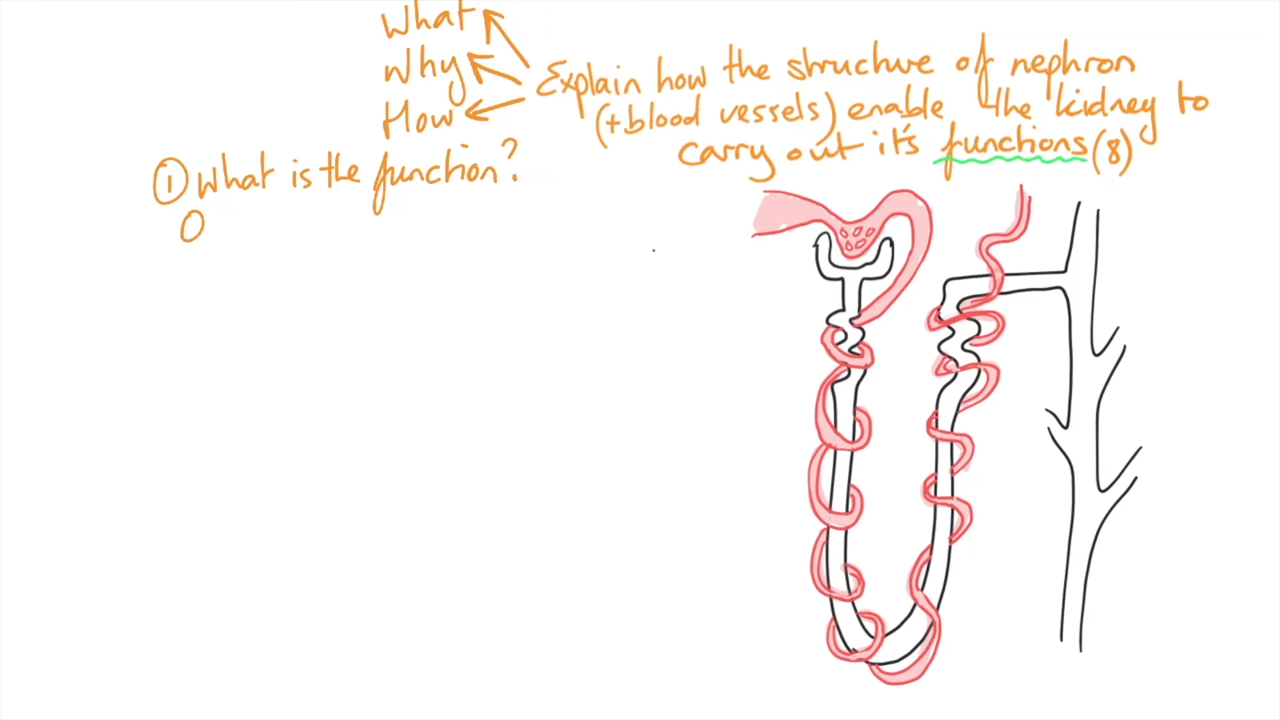 What
Why
How
Explain how the structure of nephron
(+blood vessels) enable the kidney to
carry out it's functions (8)
① What is the function?
O